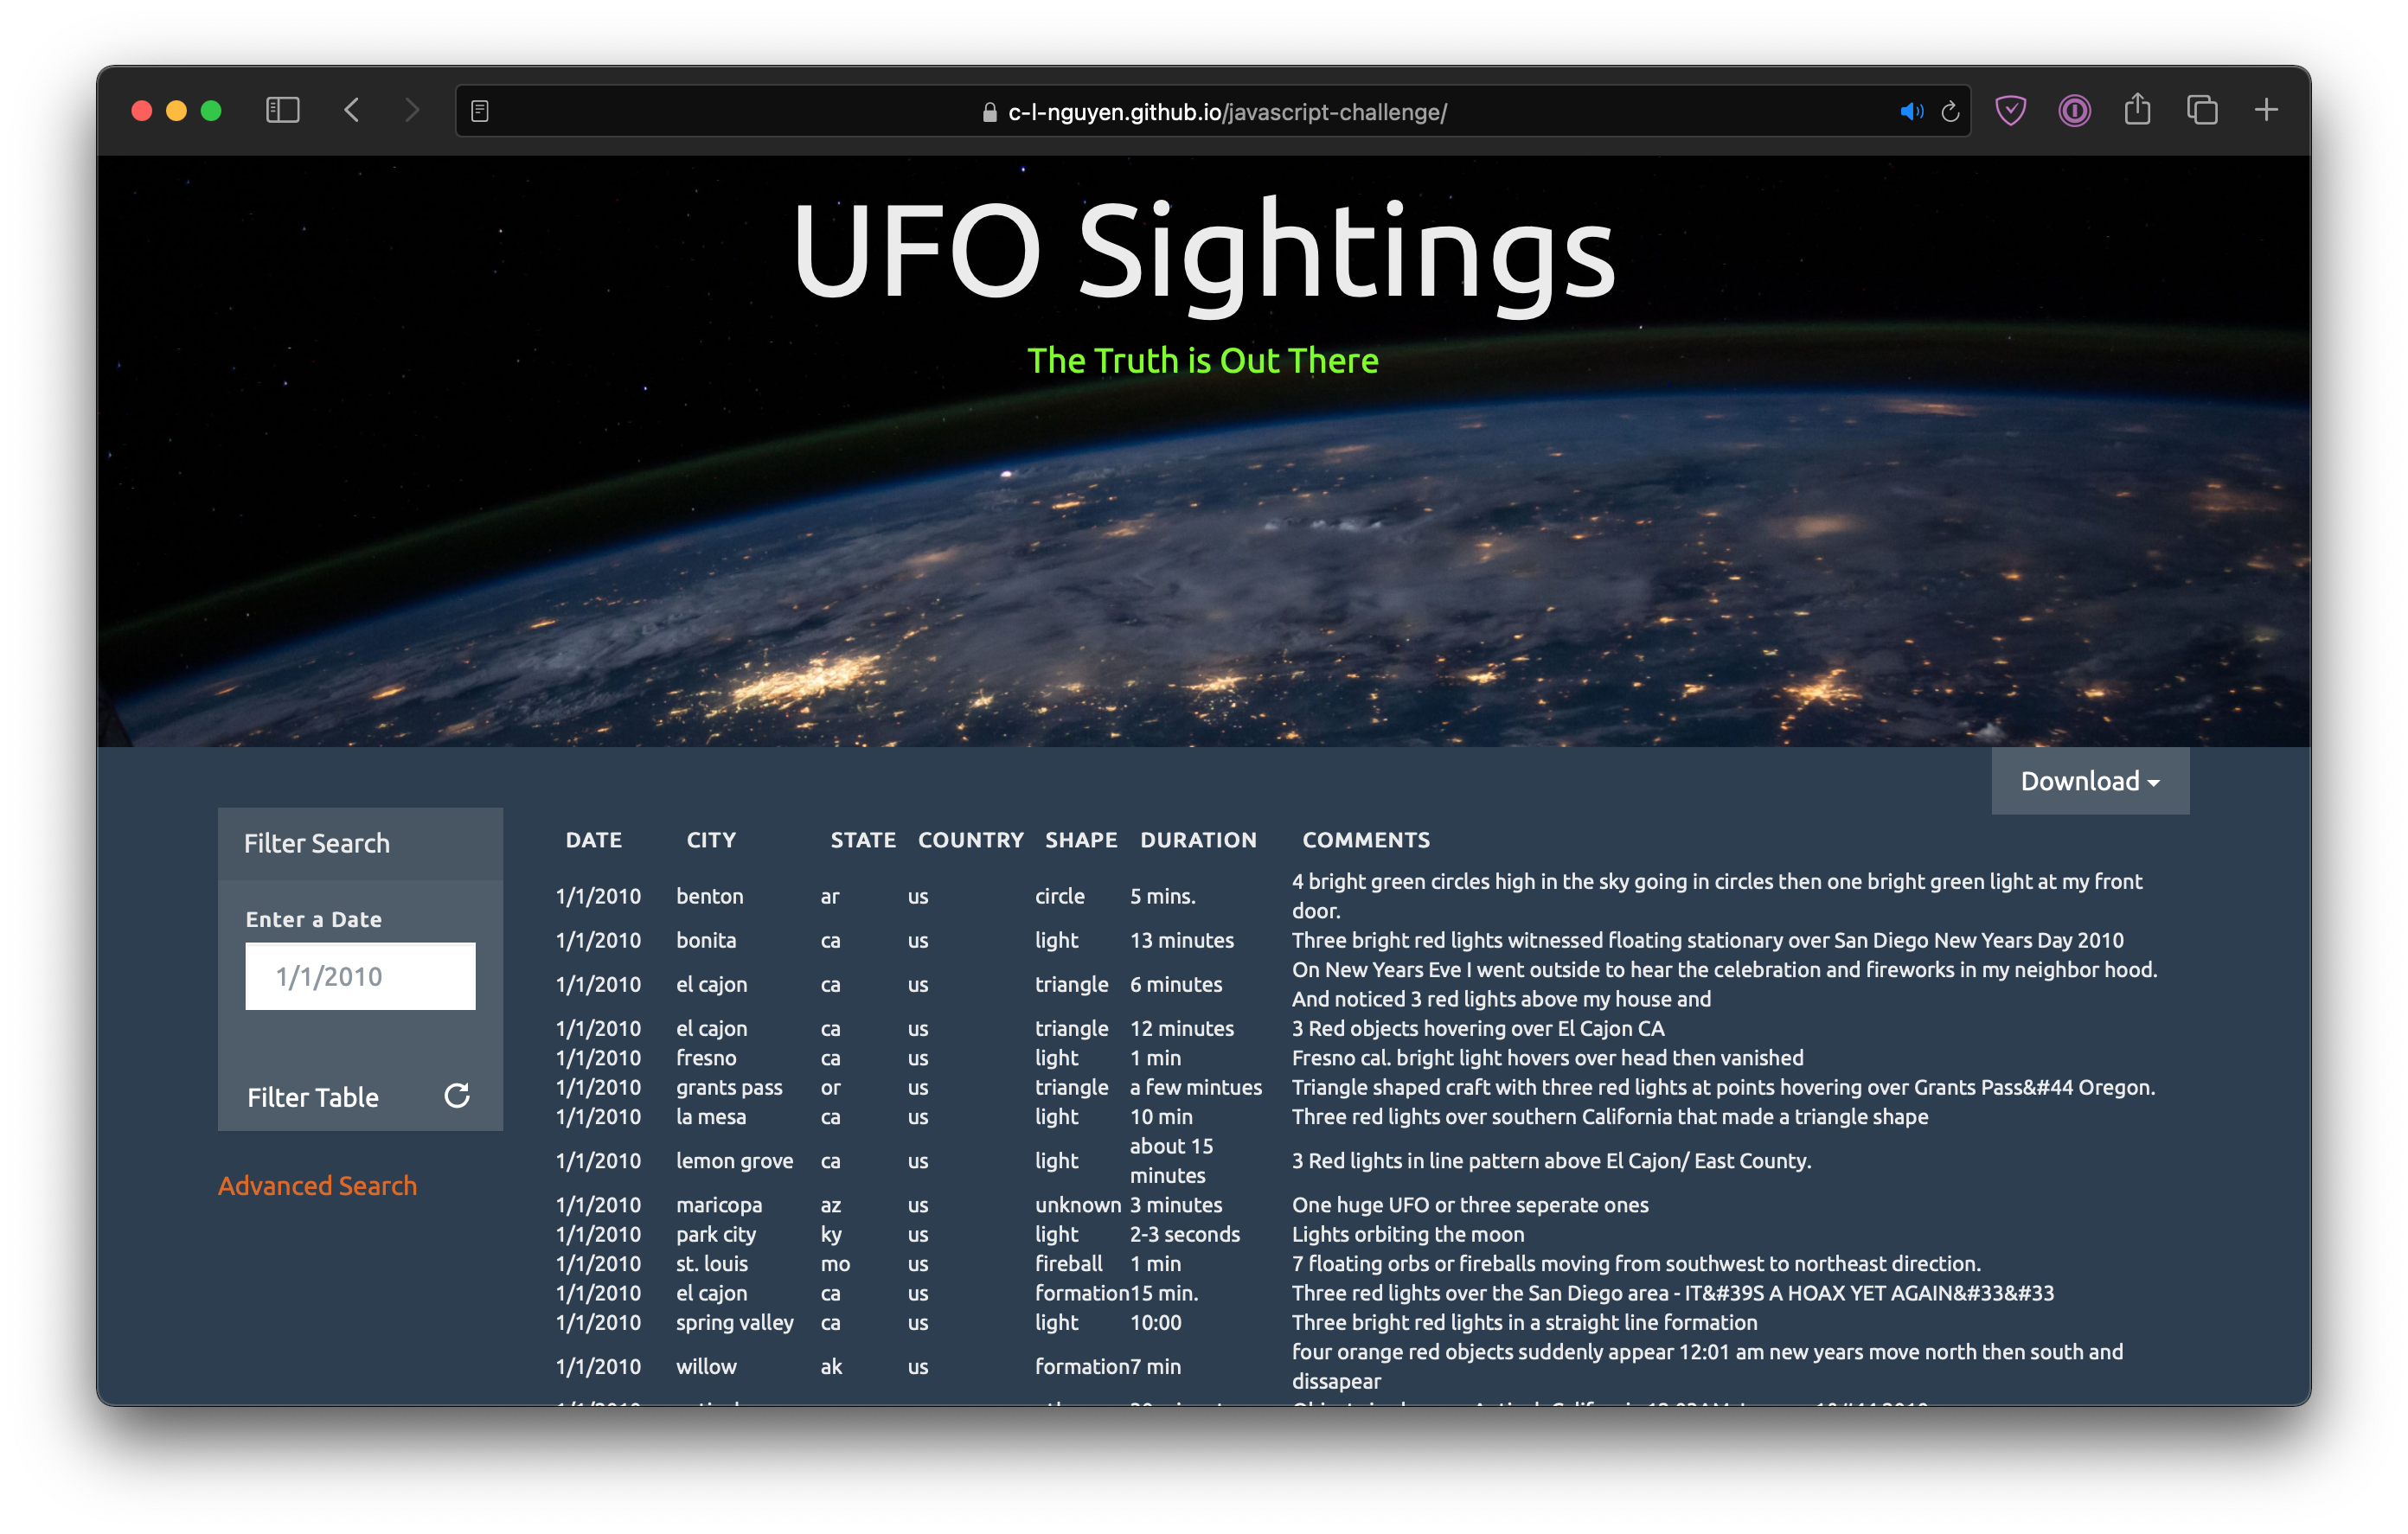 c-l-nguyen.github.io/javascript-challenge/
UFO Sightings
The Truth is Out There
Download
Filter Search
Enter a Date
1/1/2010
Filter Table
Advanced Search
DATE CITY STATE COUNTRY SHAPE DURATION COMMENTS
1/1/2010 benton ar us circle 5 mins. 4 bright green circles high in the sky going in circles then one bright green light at my front
door.
1/1/2010 bonita ca us light 13 minutes Three bright red lights witnessed floating stationary over San Diego New Years Day 2010
1/1/2010 el cajon ca us triangle 6 minutes On New Years Eve I went outside to hear the celebration and fireworks in my neighbor hood.
And noticed 3 red lights above my house and
1/1/2010 el cajon ca us triangle 12 minutes 3 Red objects hovering over El Cajon CA
1/1/2010 fresno ca us light 1 min Fresno cal. bright light hovers over head then vanished
1/1/2010 grants pass or us triangle a few mintues Triangle shaped craft with three red lights at points hovering over Grants Pass&#44 Oregon.
1/1/2010 la mesa ca us light 10 min Three red lights over southern California that made a triangle shape
1/1/2010 lemon grove ca us light about 15
minutes 3 Red lights in line pattern above El Cajon/ East County.
1/1/2010 maricopa az us unknown 3 minutes One huge UFO or three seperate ones
1/1/2010 park city ky us light 2-3 seconds Lights orbiting the moon
1/1/2010 st. louis mo us fireball 1 min 7 floating orbs or fireballs moving from southwest to northeast direction.
1/1/2010 el cajon ca us formation 15 min. Three red lights over the San Diego area - IT&#39S A HOAX YET AGAIN&#33&#33
1/1/2010 spring valley ca us light 10:00 Three bright red lights in a straight line formation
1/1/2010 willow ak us formation 7 min four orange red objects suddenly appear 12:01 am new years move north then south and
dissapear